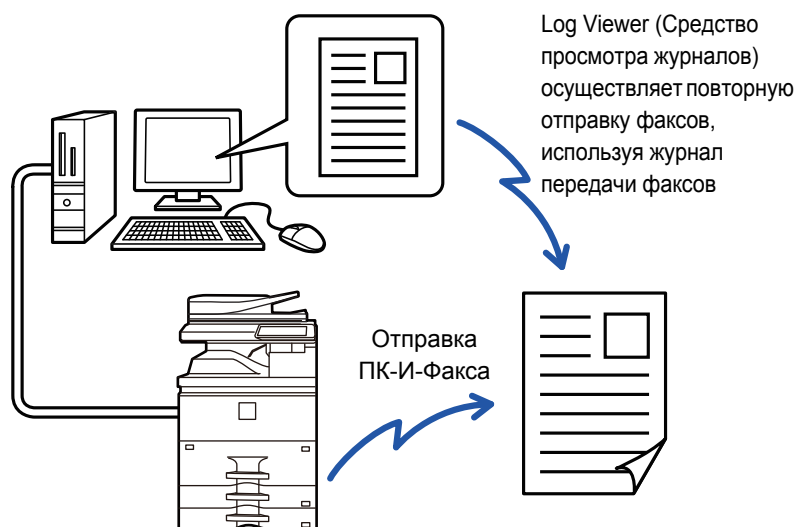 Log Viewer (Средство
просмотра журналов)
осуществляет повторную
отправку факсов,
используя журнал
передачи факсов
Отправка
ПК-И-Факса